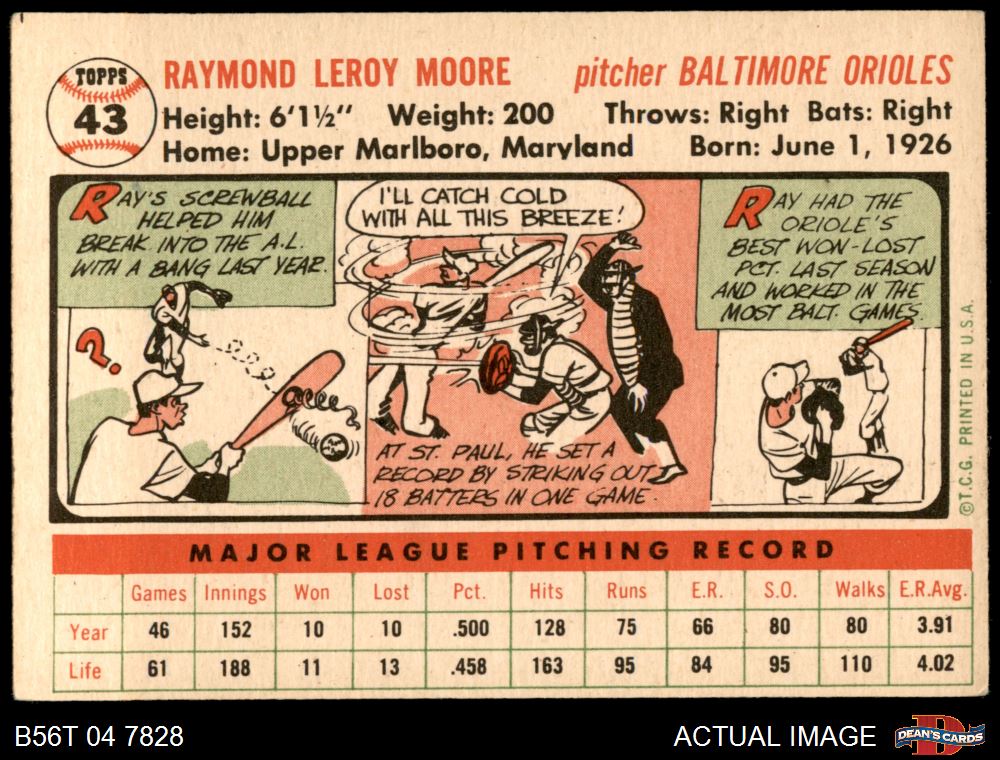 TOPPS
43
RAYMOND LEROY MOORE pitcher BALTIMORE ORIOLES
Height: 6'1½" Weight: 200 Throws: Right Bats: Right
Home: Upper Marlboro, Maryland Born: June 1, 1926
RAY'S SCREWBALL
HELPED HIM
BREAK INTO THE A.L.
WITH A BANG LAST YEAR.
?.
I'LL CATCH COLD
WITH ALL THIS BREEZE!
AT ST. PAUL, HE SET A
RECORD BY STRIKING OUT
18 BATTERS IN ONE GAME.
RAY HAD THE
ORIOLE'S
BEST WON-LOST
PCT. LAST SEASON
AND WORKED IN THE
MOST BALT. GAMES.
©T.C.G. PRINTED IN U.S.A.
MAJOR LEAGUE PITCHING RECORD
Games Innings Won Lost Pct. Hits Runs E.R. S.O. Walks E.R.Avg.
Year 46 152 10 10 .500 128 75 66 80 80 3.91
Life 61 188 11 13 .458 163 95 84 95 110 4.02
B56T 04 7828 ACTUAL IMAGE
DEAN'S CARDS